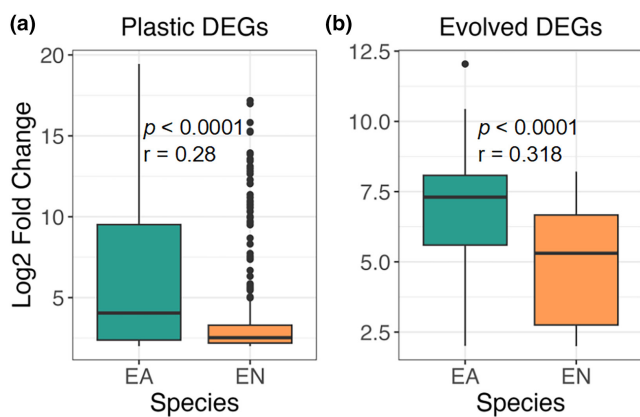 (a) Plastic DEGs
20
15
10
5
Log2 Fold Change
p < 0.0001
r = 0.28
EA EN
Species
(b) Evolved DEGs
12.5
10.0
7.5
5.0
2.5
p < 0.0001
r = 0.318
EA EN
Species